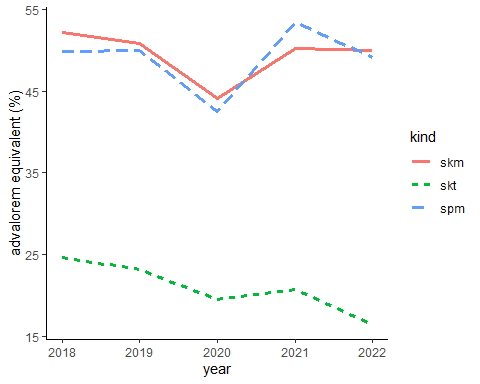 55
45
35
25
15
advalorem equivalent (%)
2018 2019 2020 2021 2022
year
kind
skm
skt
spm